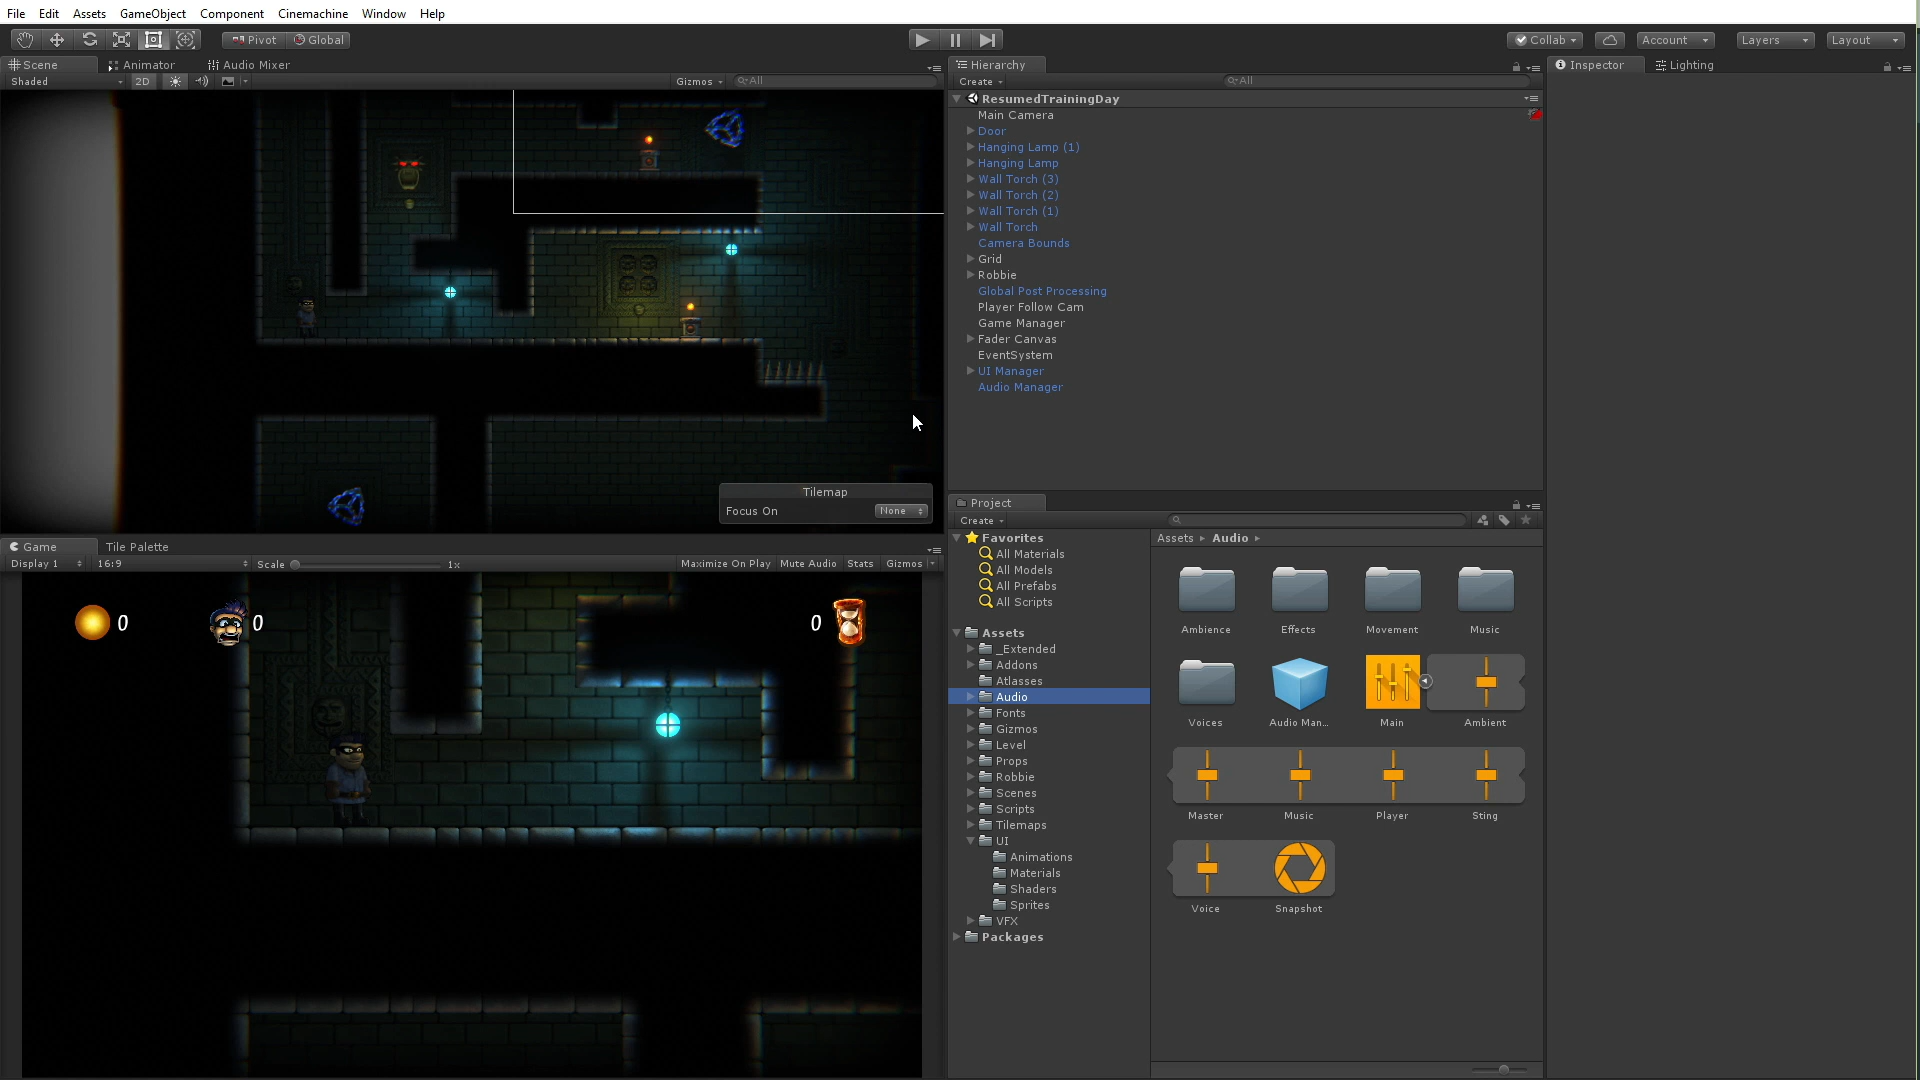 File Edit Assets GameObject Component Cinemachine Window Help
Pivot Global Collab Account Layers Layout
Scene Animator Audio Mixer
Shaded 2D Gizmos All
Tilemap
Focus On None
Game Tile Palette
Display 1 16:9 Scale 1x Maximize On Play Mute Audio Stats Gizmos
0 0 0
Hierarchy
Create All
ResumedTrainingDay
Main Camera
Door
Hanging Lamp (1)
Hanging Lamp
Wall Torch (3)
Wall Torch (2)
Wall Torch (1)
Wall Torch
Camera Bounds
Grid
Robbie
Global Post Processing
Player Follow Cam
Game Manager
Fader Canvas
EventSystem
UI Manager
Audio Manager
Project
Create
Favorites
All Materials
All Models
All Prefabs
All Scripts
Assets
_Extended
Addons
Atlasses
Audio
Fonts
Gizmos
Level
Props
Robbie
Scenes
Scripts
Tilemaps
UI
Animations
Materials
Shaders
Sprites
VFX
Packages
Assets Audio
Ambience Effects Movement Music
Voices Audio Man... Main Ambient
Master Music Player Sting
Voice Snapshot
Inspector Lighting